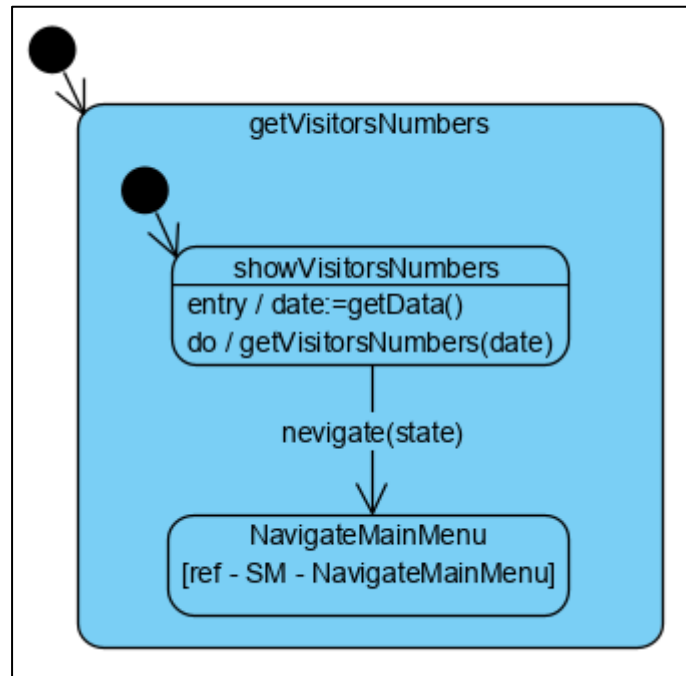 getVisitorsNumbers
showVisitorsNumbers
entry / date:=getData()
do / getVisitorsNumbers(date)
nevigate(state)
NavigateMainMenu
[ref - SM - NavigateMainMenu]